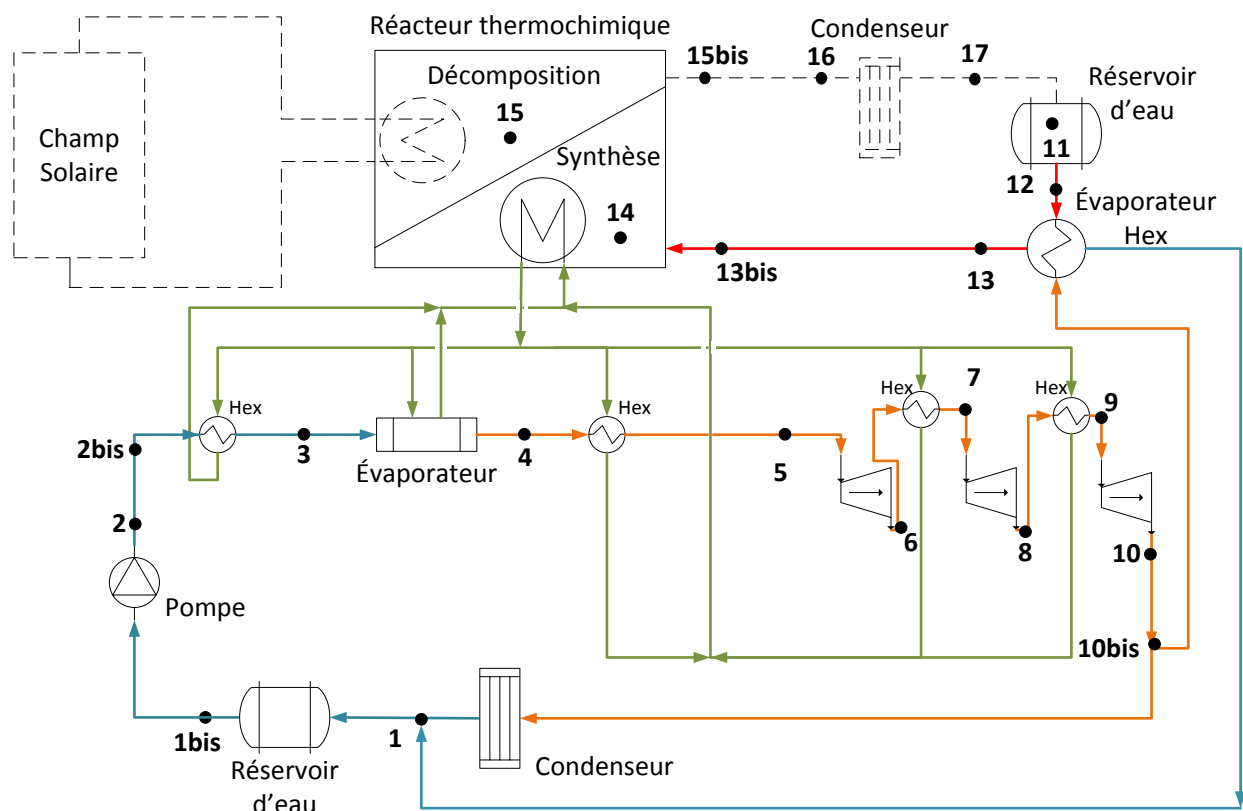 Réacteur thermochimique
Condenseur
15bis
16
17
Décomposition
Réservoir
d'eau
15
Champ
Solaire
11
Synthèse
12
14
Évaporateur
Hex
13bis
13
Hex
Hex
7
Hex
9
2bis
3
Évaporateur
4
5
2
6
8
10
Pompe
10bis
1bis
1
Réservoir
d'eau
Condenseur